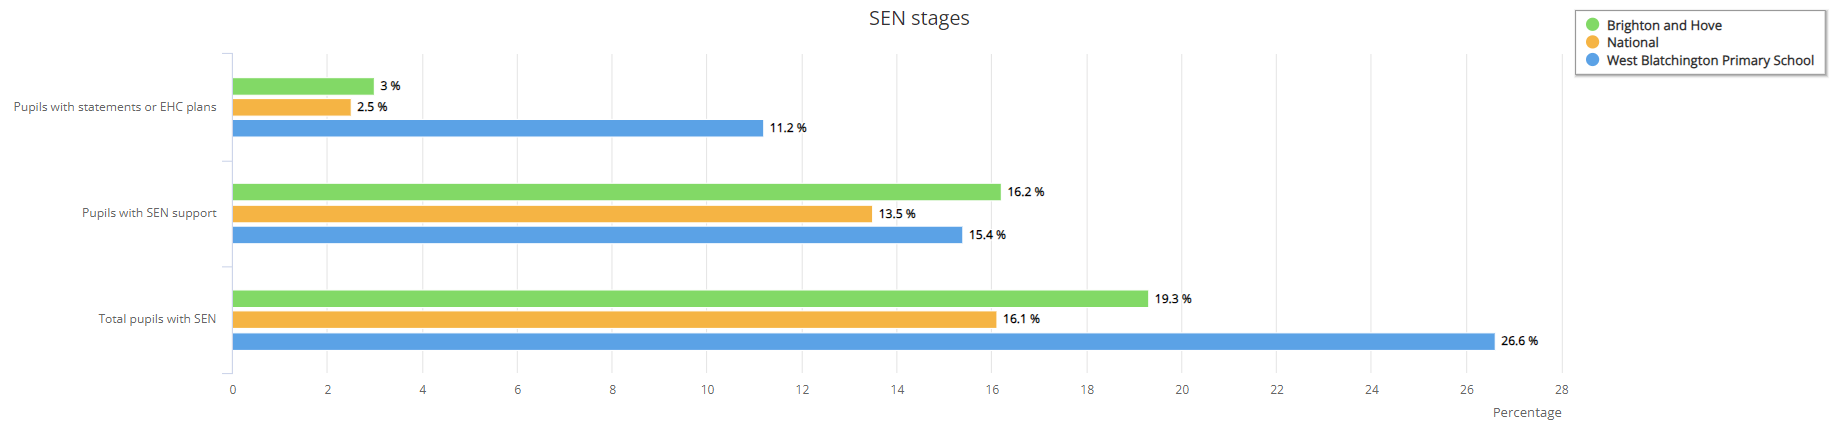 SEN stages
Brighton and Hove
National
West Blatchington Primary School
Pupils with statements or EHC plans
3 %
2.5 %
11.2 %
Pupils with SEN support
16.2 %
13.5 %
15.4 %
Total pupils with SEN
19.3 %
16.1 %
26.6 %
0 2 4 6 8 10 12 14 16 18 20 22 24 26 28
Percentage